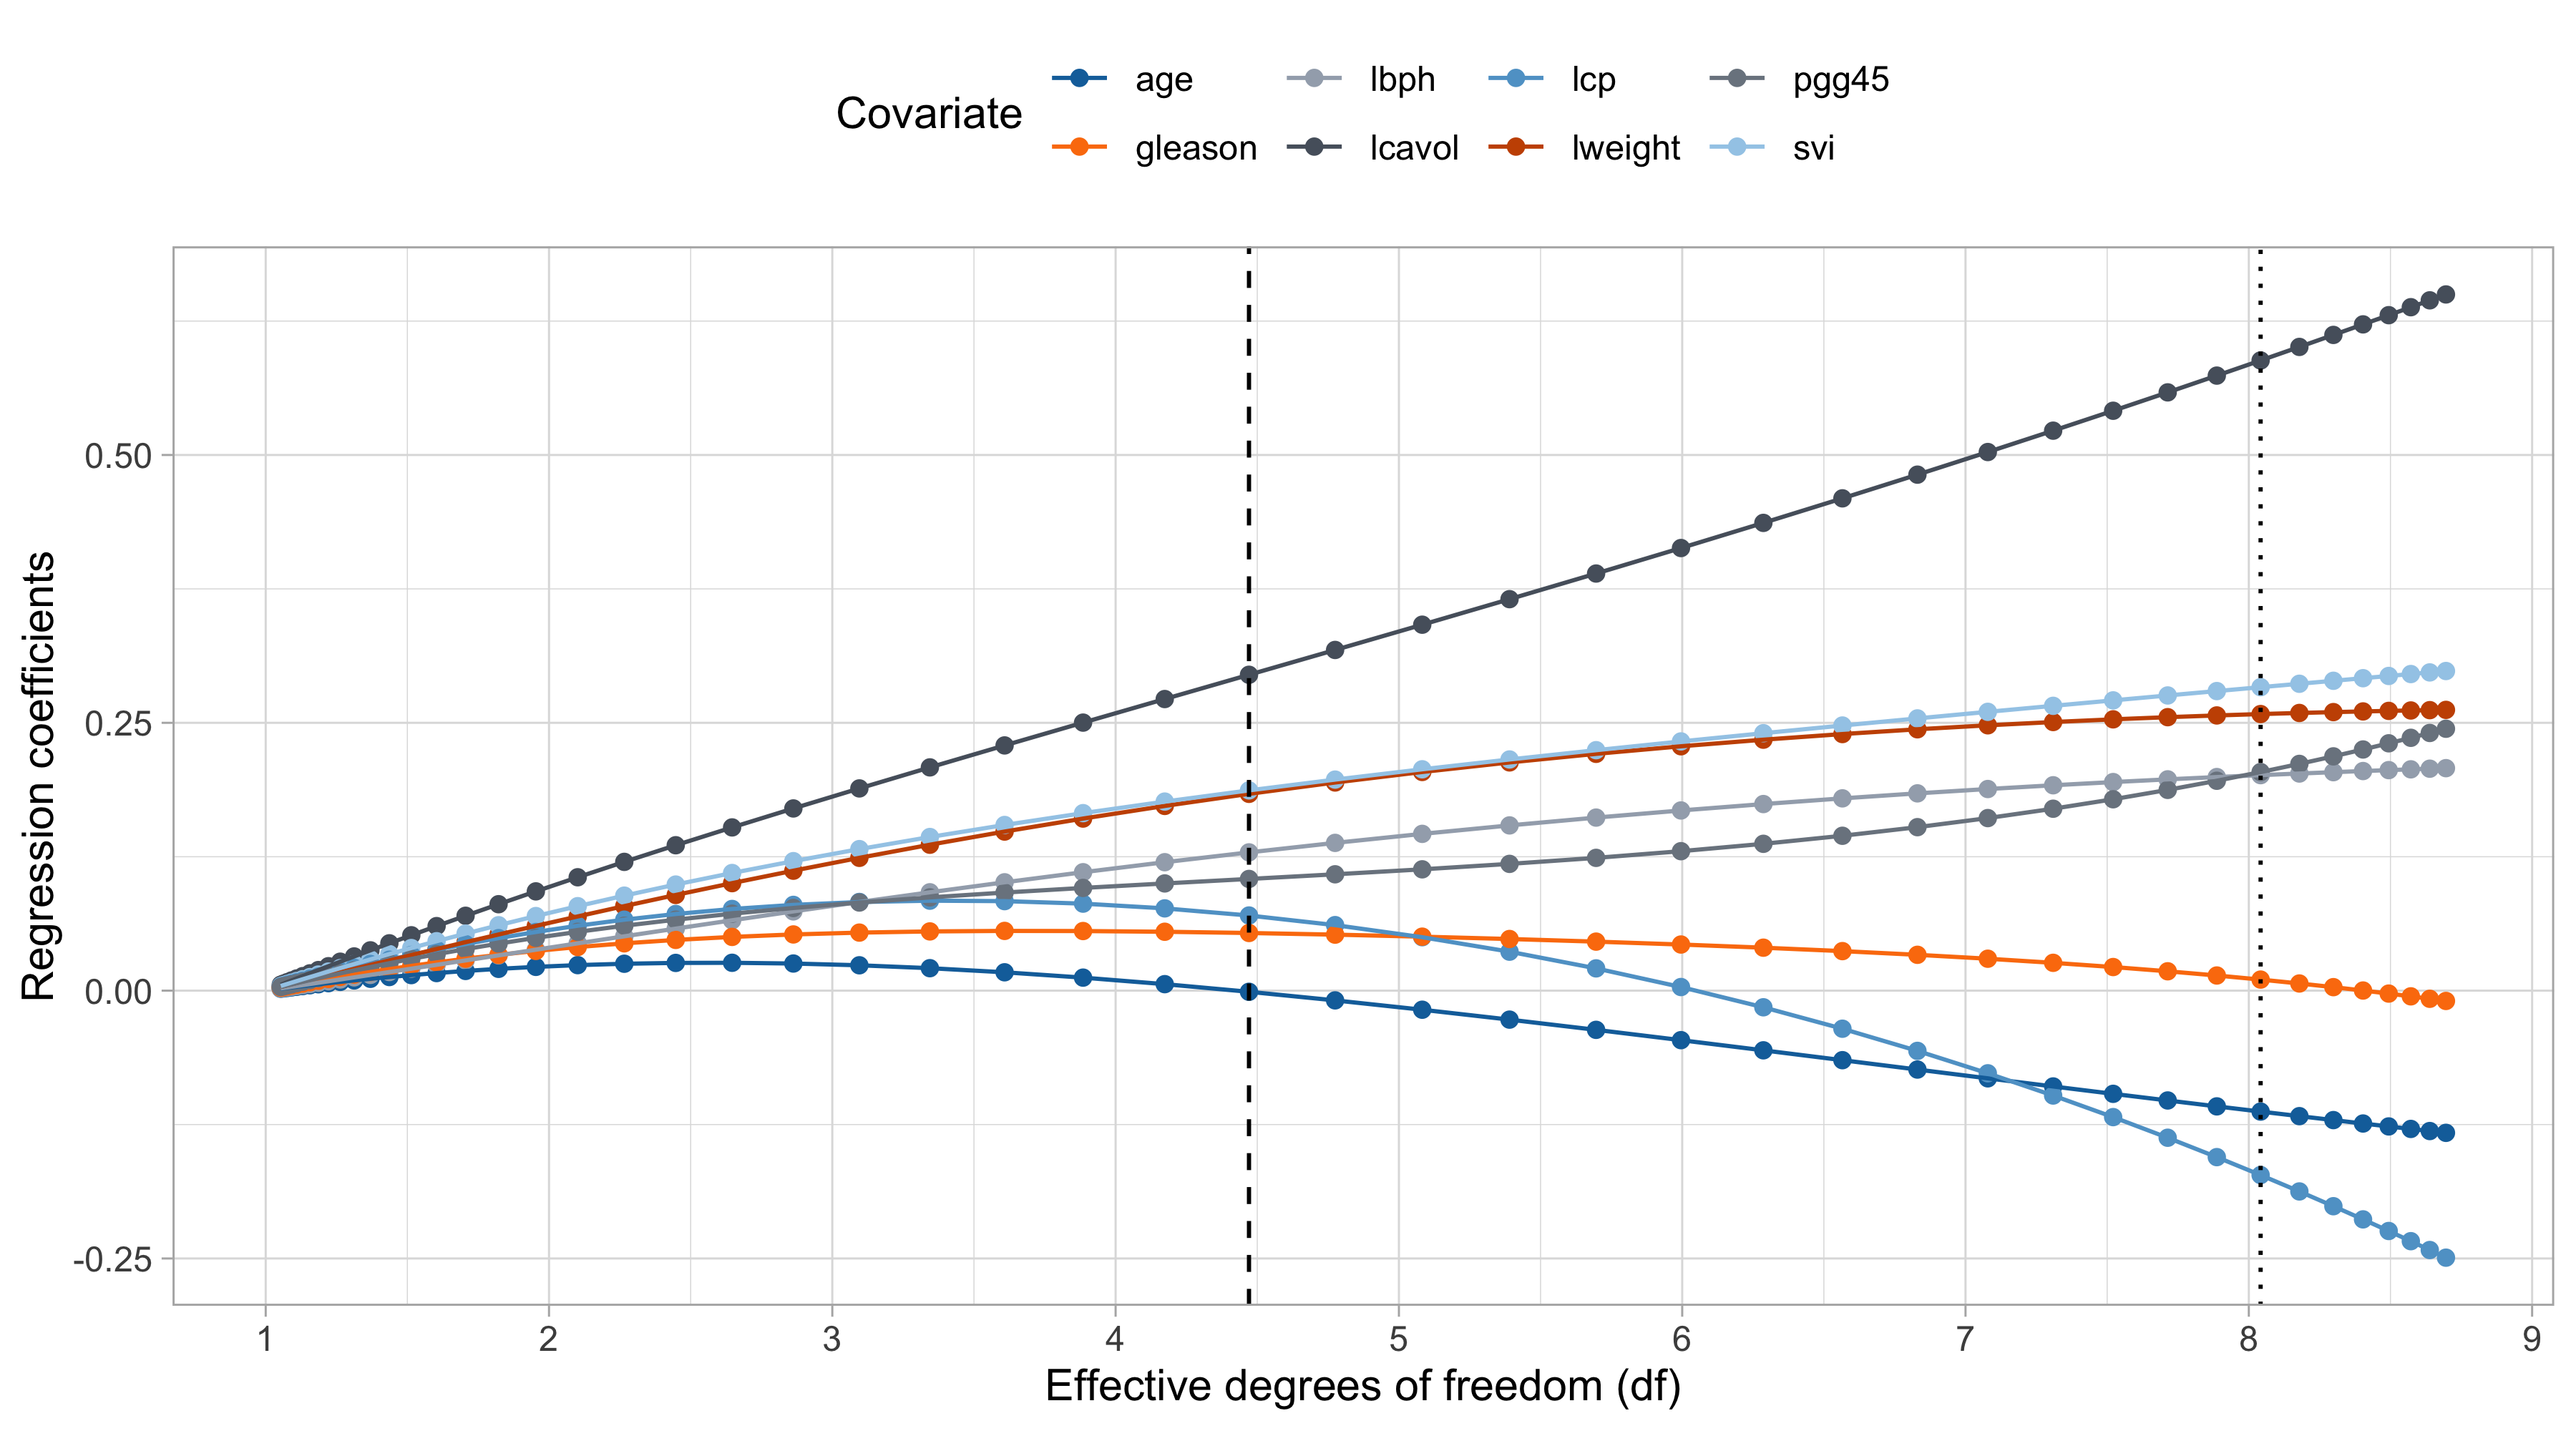 Covariate
age lbph lcp pgg45
gleason lcavol lweight svi
Regression coefficients
0.50
0.25
0.00
-0.25
1 2 3 4 5 6 7 8 9
Effective degrees of freedom (df)